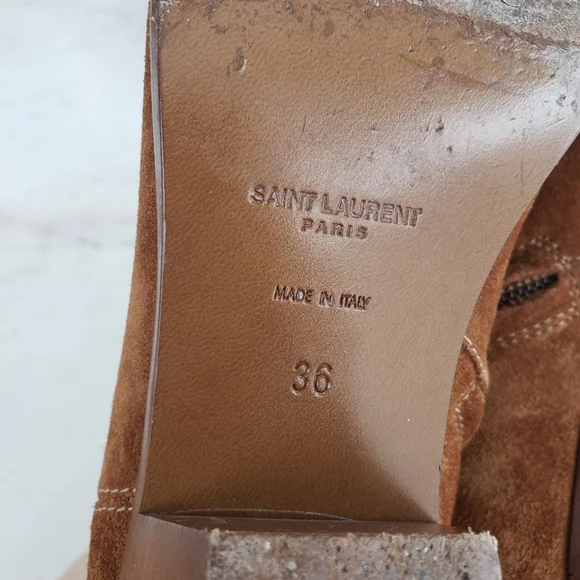 SAINT LAURENT
PARIS
MADE IN ITALY
36